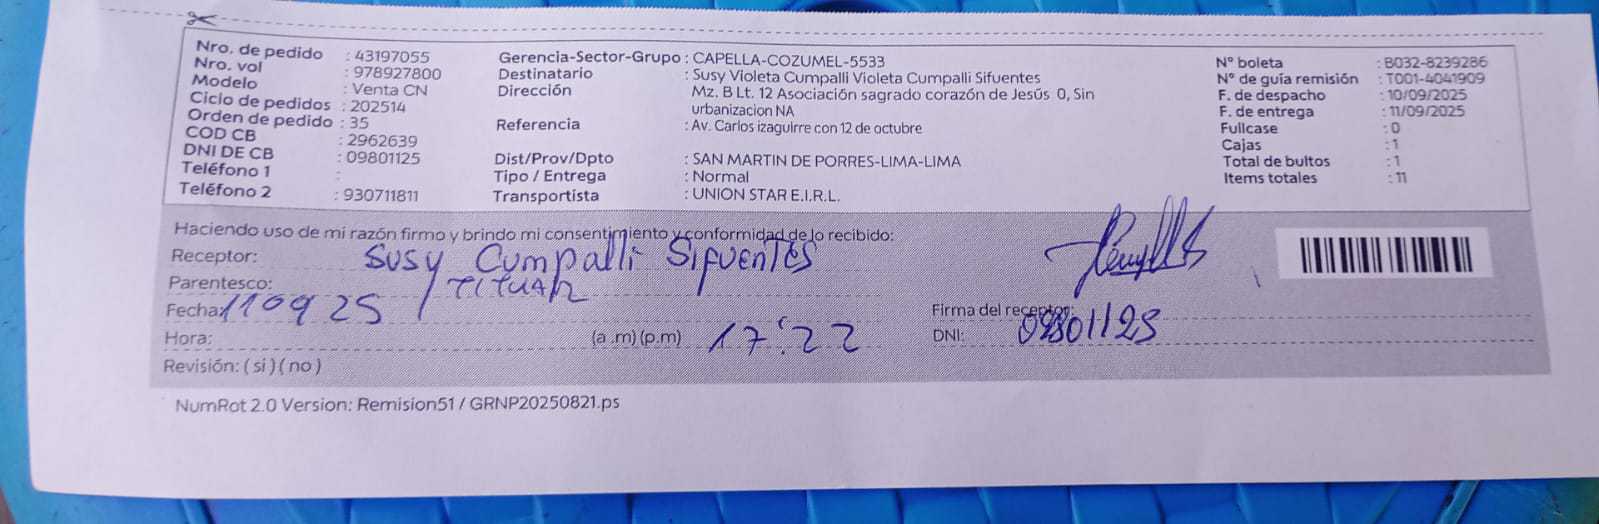 Nro. de pedido : 43197055
Nro. vol : 978927800
Modelo : Venta CN
Ciclo de pedidos : 202514
Orden de pedido : 35
COD CB : 2962639
DNI DE CB : 09801125
Teléfono 1 :
Teléfono 2 : 930711811
Gerencia-Sector-Grupo : CAPELLA-COZUMEL-5533
Destinatario : Susy Violeta Cumpalli Violeta Cumpalli Sifuentes
Dirección : Mz. B Lt. 12 Asociación sagrado corazón de Jesús 0, Sin
urbanizacion NA
Referencia : Av. Carlos izaguirre con 12 de octubre
Dist/Prov/Dpto : SAN MARTIN DE PORRES-LIMA-LIMA
Tipo / Entrega : Normal
Transportista : UNION STAR E.I.R.L.
N° boleta : B032-8239286
N° de guía remisión : T001-4041909
F. de despacho : 10/09/2025
F. de entrega : 11/09/2025
Fullcase : 0
Cajas : 1
Total de bultos : 1
Items totales : 11
Haciendo uso de mi razón firmo y brindo mi consentimiento y conformidad de lo recibido:
Receptor: Susy Cumpalli Sifuentes
Parentesco: TITULAR
Fecha: 110925
Firma del receptor:
Hora: (a .m) (p.m) 17:22
DNI: 09801125
Revisión: ( si ) ( no )
NumRot 2.0 Version: Remision51 / GRNP20250821.ps